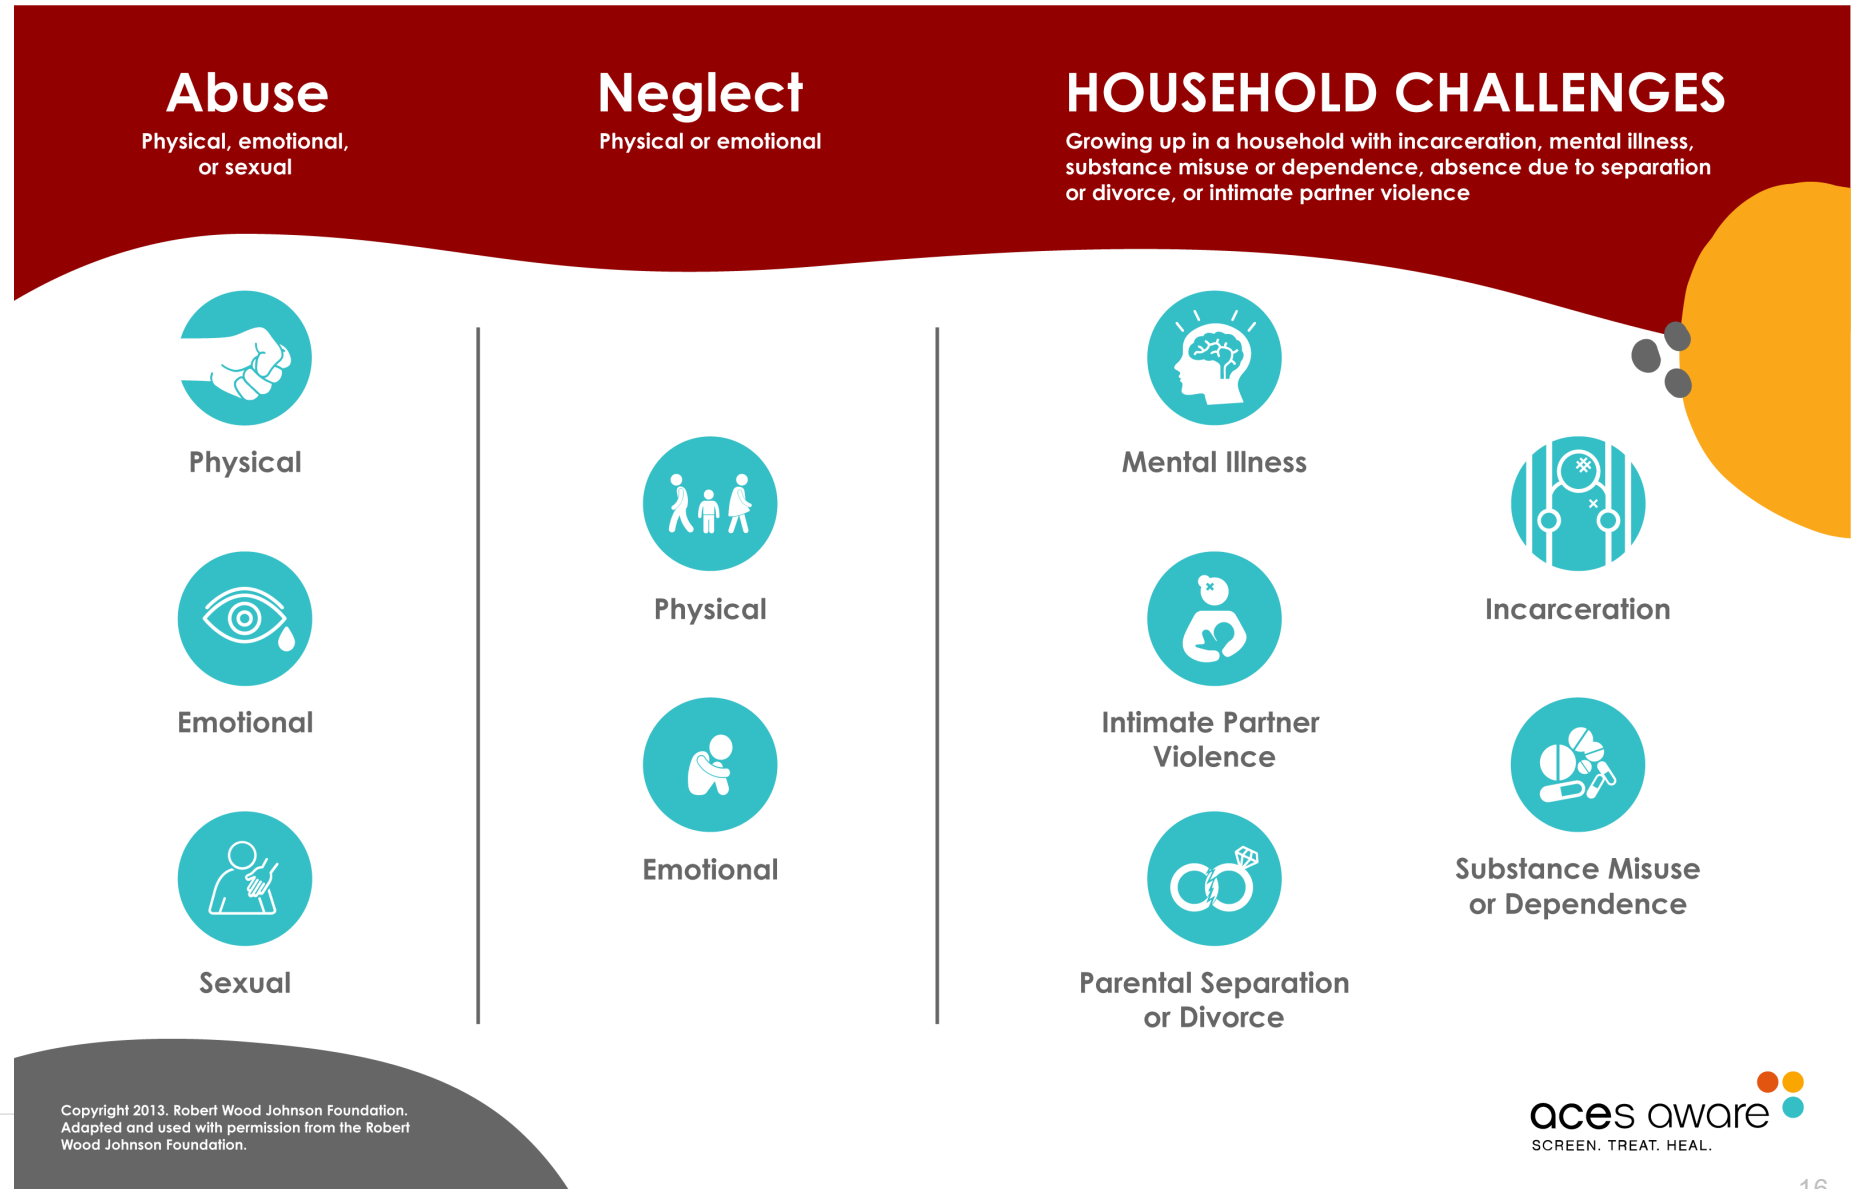 Abuse
Physical, emotional,
or sexual
Neglect
Physical or emotional
HOUSEHOLD CHALLENGES
Growing up in a household with incarceration, mental illness,
substance misuse or dependence, absence due to separation
or divorce, or intimate partner violence
Physical
Emotional
Sexual
Physical
Emotional
Mental Illness
Intimate Partner
Violence
Parental Separation
or Divorce
Incarceration
Substance Misuse
or Dependence
Copyright 2013. Robert Wood Johnson Foundation.
Adapted and used with permission from the Robert
Wood Johnson Foundation.
aces aware
SCREEN. TREAT. HEAL.
16